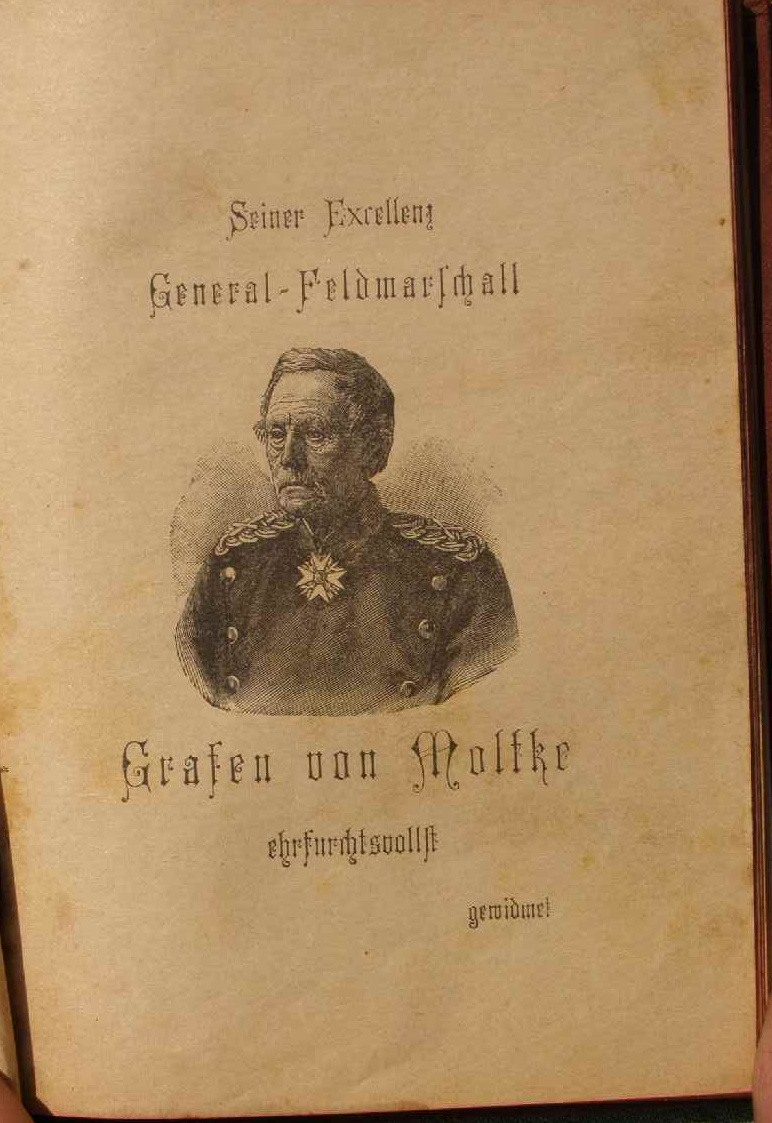 Seiner Excellenz
General-Feldmarschall
Grafen von Moltke
ehrfurchtsvollst
gewidmet